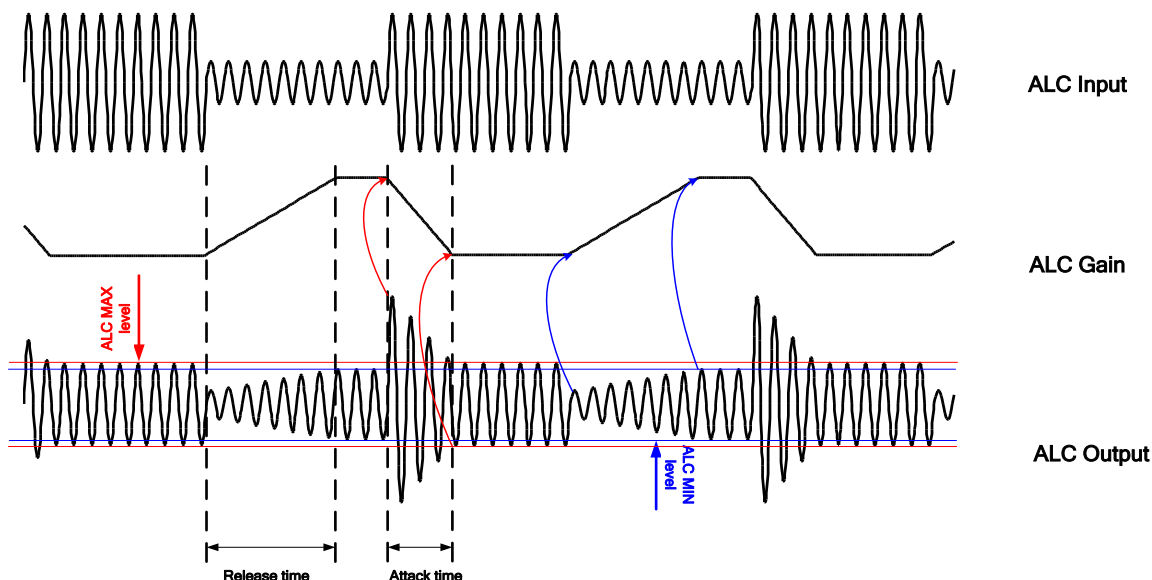 ALC Input
ALC Gain
ALC MAX
level
ALC Output
ALC MIN
level
Release time
Attack time